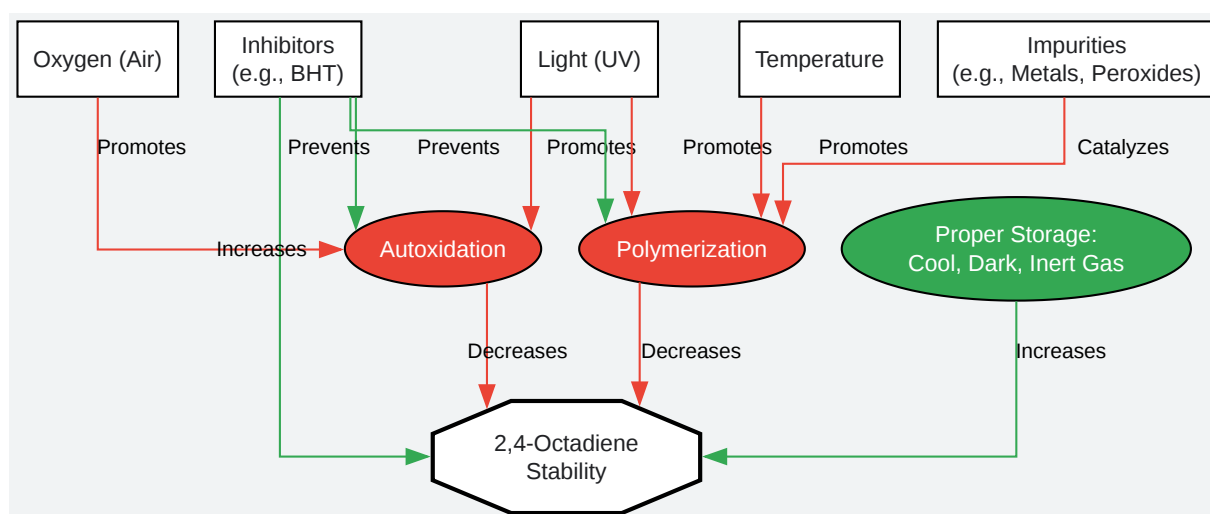 Oxygen (Air)
Inhibitors
(e.g., BHT)
Light (UV)
Temperature
Impurities
(e.g., Metals, Peroxides)
Promotes
Prevents
Prevents
Promotes
Promotes
Promotes
Catalyzes
Increases
Autoxidation
Polymerization
Proper Storage:
Cool, Dark, Inert Gas
Decreases
Decreases
Increases
2,4-Octadiene
Stability